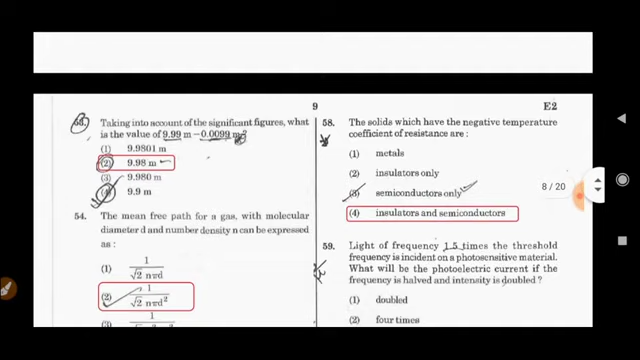 9
E2
53. Taking into account of the significant figures, what
is the value of 9.99 m – 0.0099 m ?
(1) 9.9801 m
(2) 9.98 m
(3) 9.980 m
(4) 9.9 m
54. The mean free path for a gas, with molecular
diameter d and number density n can be expressed
as :
(1) 1
√2 nπd
(2) 1
√2 nπd²
(3) 1
58. The solids which have the negative temperature
coefficient of resistance are :
(1) metals
(2) insulators only
(3) semiconductors only
(4) insulators and semiconductors
59. Light of frequency 1.5 times the threshold
frequency is incident on a photosensitive material.
What will be the photoelectric current if the
frequency is halved and intensity is doubled?
(1) doubled
(2) four times
8 / 20